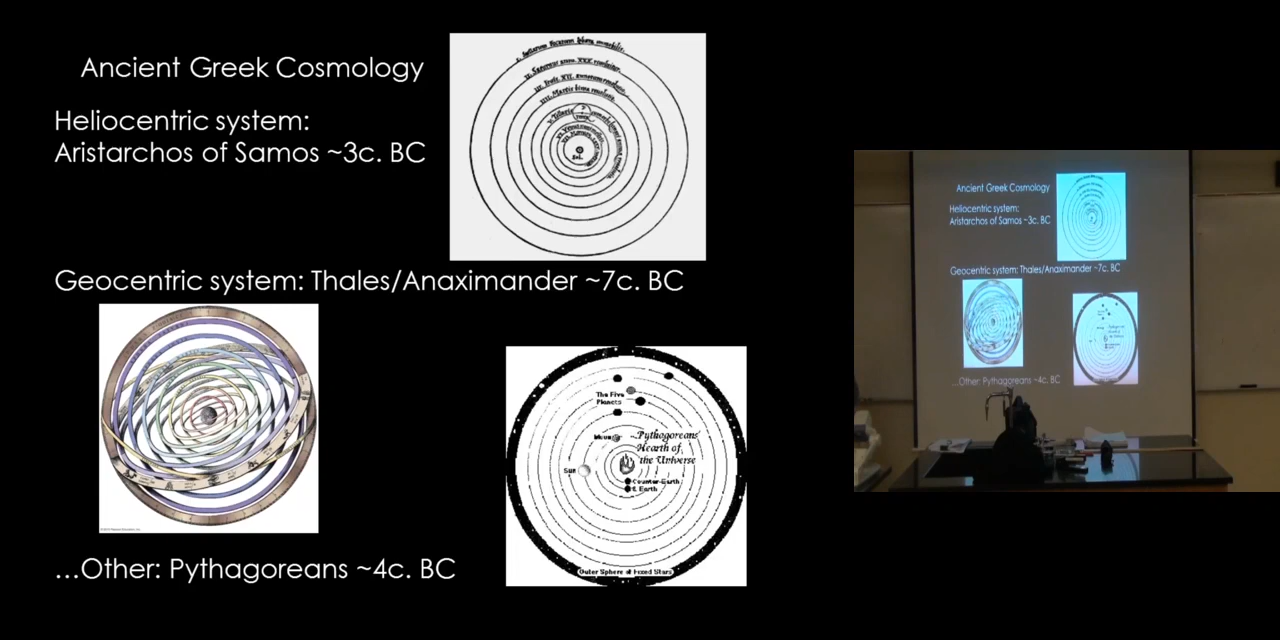 Ancient Greek Cosmology
Heliocentric system:
Aristarchos of Samos ~3c. BC
Sol.
Geocentric system: Thales/Anaximander ~7c. BC
The Five
Planets
Moon
Pythagoreans'
Hearth of
the Universe
Sun
Counter-Earth
Earth
Outer Sphere of Fixed Stars
...Other: Pythagoreans ~4c. BC
Ancient Greek Cosmology
Heliocentric system:
Aristarchos of Samos ~3c. BC
Geocentric system: Thales/Anaximander ~7c. BC
...Other: Pythagoreans ~4c. BC